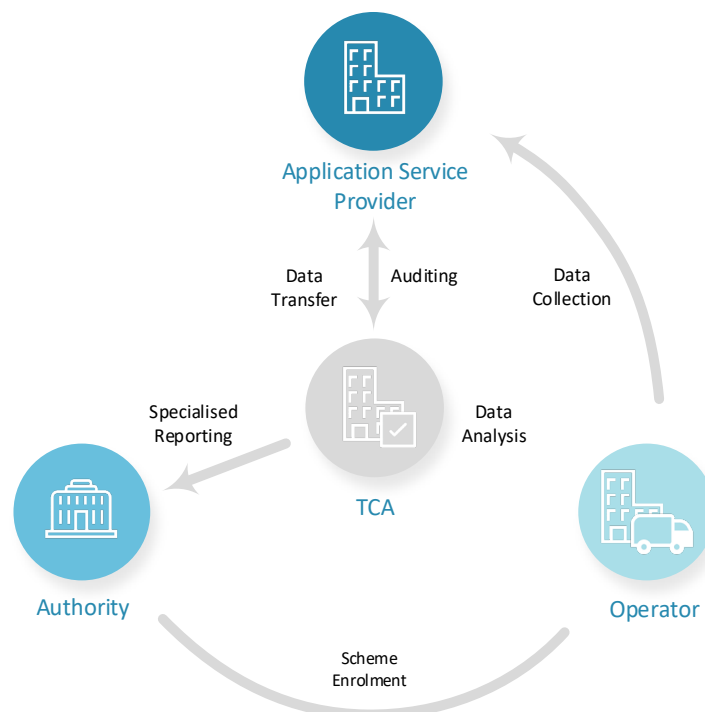 Application Service
Provider
Data
Transfer
Auditing
Data
Collection
Specialised
Reporting
Data
Analysis
TCA
Authority
Operator
Scheme
Enrolment